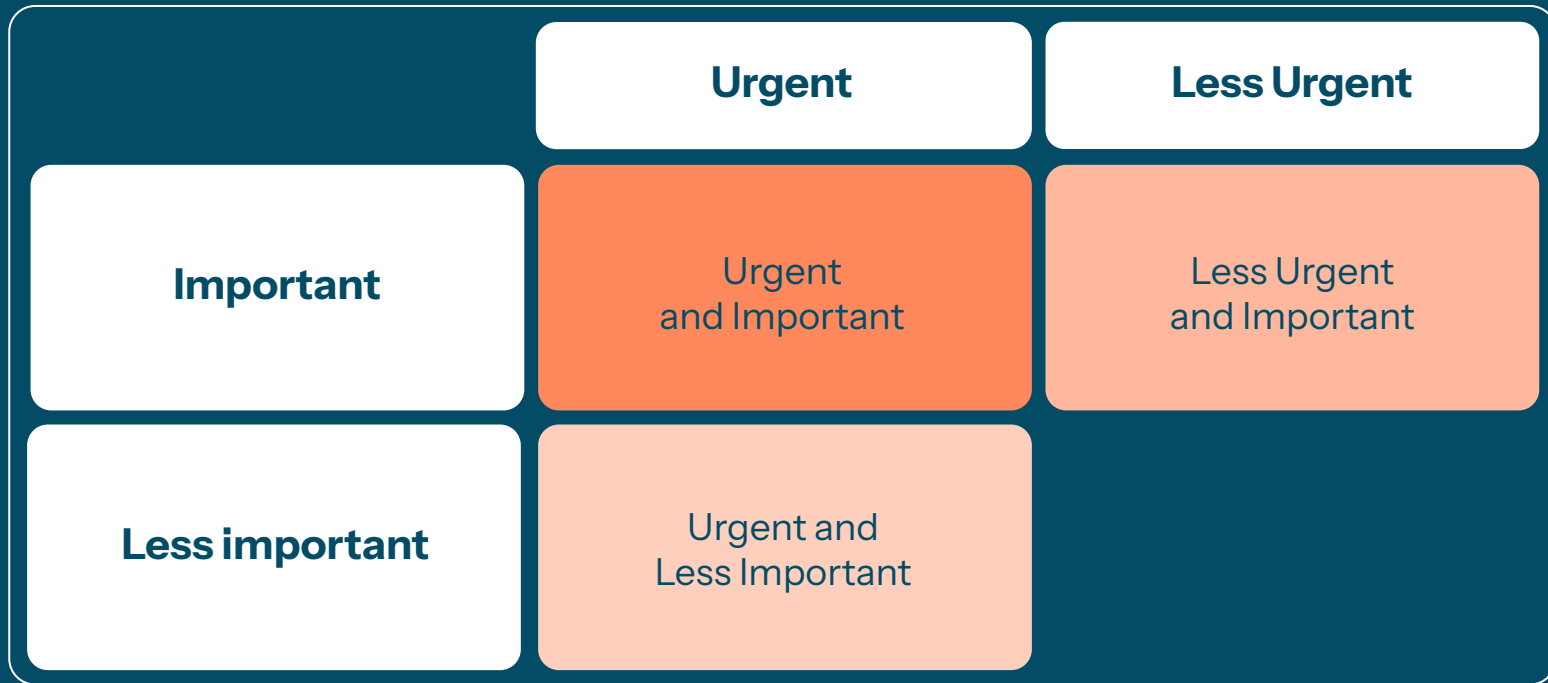 Urgent
Less Urgent
Important
Urgent
and Important
Less Urgent
and Important
Less important
Urgent and
Less Important